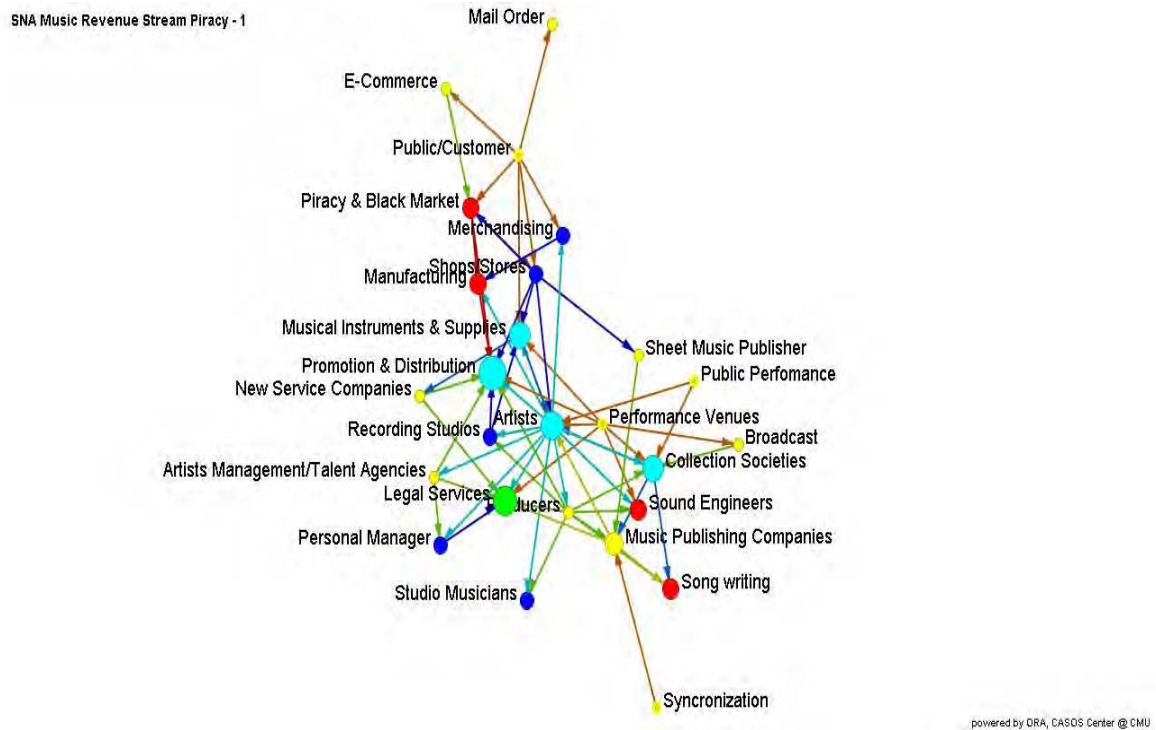 SNA Music Revenue Stream Piracy - 1
Mail Order
E-Commerce
Public/Customer
Piracy & Black Market
Merchandising
Shops/Stores
Manufacturing
Musical Instruments & Supplies
Sheet Music Publisher
Promotion & Distribution
Public Perfomance
New Service Companies
Artists
Performance Venues
Recording Studios
Broadcast
Collection Societies
Artists Management/Talent Agencies
Legal Services
Producers
Sound Engineers
Personal Manager
Music Publishing Companies
Song writing
Studio Musicians
Syncronization
powered by ORA, CASOS Center @ CMU